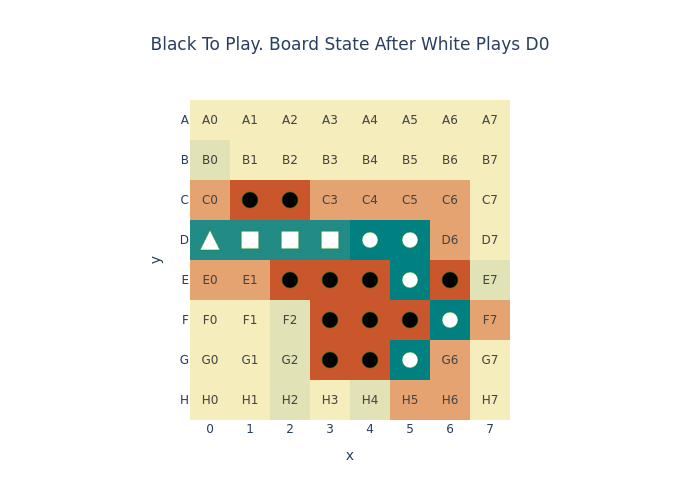 Black To Play. Board State After White Plays D0
A A0 A1 A2 A3 A4 A5 A6 A7
B B0 B1 B2 B3 B4 B5 B6 B7
C C0 C3 C4 C5 C6 C7
D D6 D7
y
E E0 E1 E7
F F0 F1 F2 F7
G G0 G1 G2 G6 G7
H H0 H1 H2 H3 H4 H5 H6 H7
0 1 2 3 4 5 6 7
x